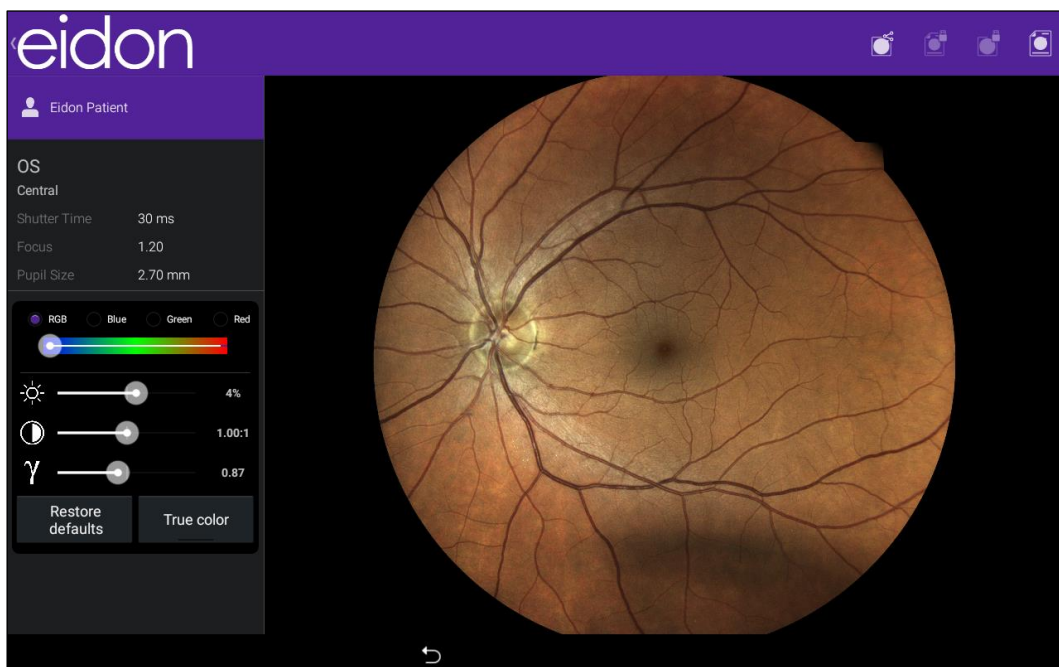 eidon
Eidon Patient
OS
Central
Shutter Time 30 ms
Focus 1.20
Pupil Size 2.70 mm
RGB Blue Green Red
4%
1.00:1
γ 0.87
Restore defaults
True color